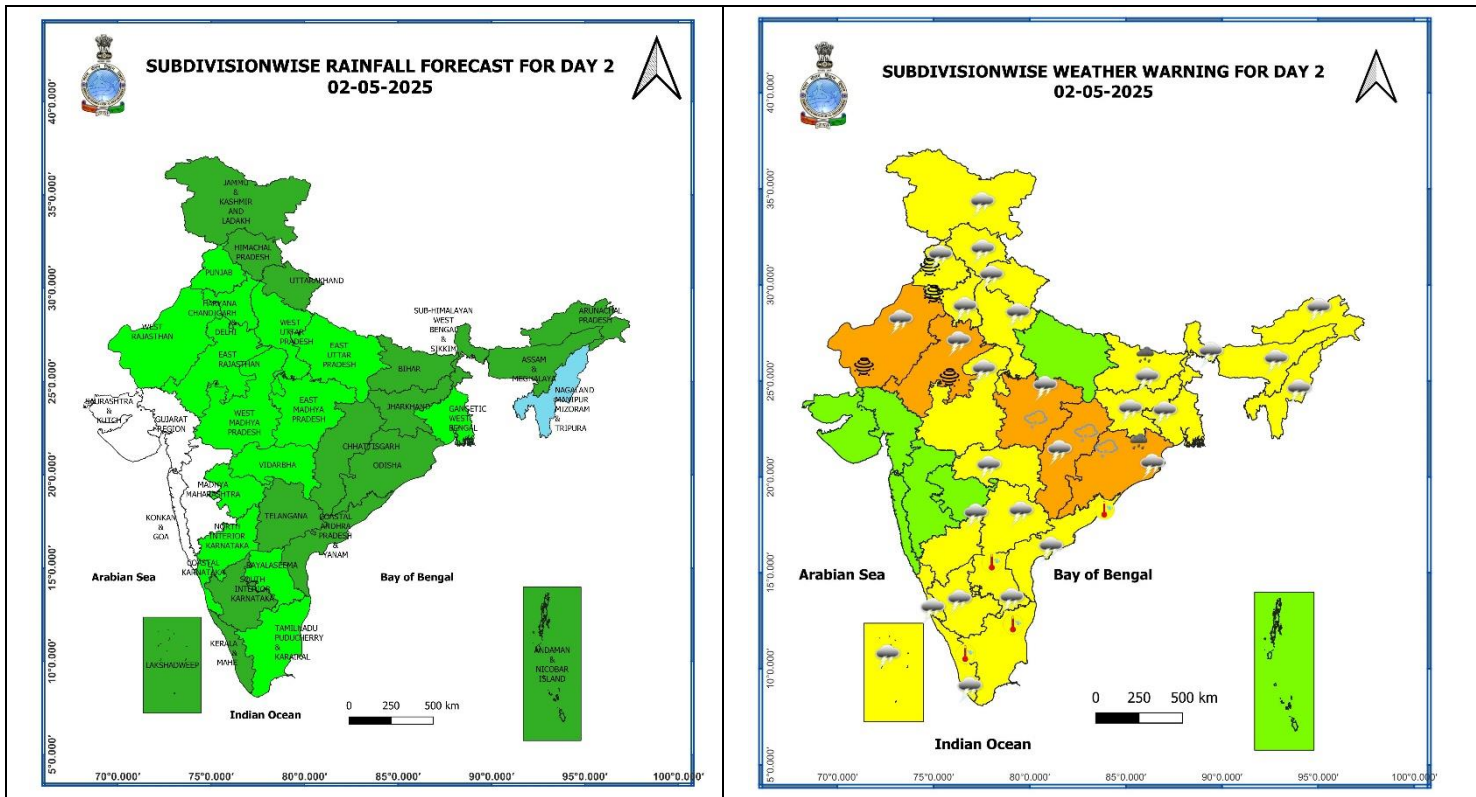 SUBDIVISIONWISE RAINFALL FORECAST FOR DAY 2
02-05-2025
40°0.000'
35°0.000'
30°0.000'
25°0.000'
20°0.000'
15°0.000'
10°0.000'
5°0.000'
JAMMU
&
KASHMIR
AND
LADAKH
HIMACHAL
PRADESH
PUNJAB
UTTARAKHAND
HARYANA
CHANDIGARH
&
DELHI
WEST
RAJASTHAN
WEST
UTTAR
PRADESH
EAST
UTTAR
PRADESH
EAST
RAJASTHAN
SUB-HIMALAYAN
WEST
BENGAL
&
SIKKIM
ARUNACHAL
PRADESH
ASSAM
&
MEGHALAYA
BIHAR
NAGALAND
MANIPUR
MIZORAM
&
TRIPURA
JHARKHAND
GANGETIC
WEST
BENGAL
SAURASHTRA
&
KUTCH
GUJARAT
REGION
WEST
MADHYA
PRADESH
EAST
MADHYA
PRADESH
CHHATTISGARH
ODISHA
VIDARBHA
MADHYA
MAHARASHTRA
KONKAN
&
GOA
TELANGANA
COASTAL
ANDHRA
PRADESH
&
YANAM
NORTH
INTERIOR
KARNATAKA
COASTAL
KARNATAKA
RAYALASEEMA
SOUTH
INTERIOR
KARNATAKA
Arabian Sea
Bay of Bengal
TAMILNADU
PUDUCHERRY
&
KARAIKAL
KERALA
&
MAHE
LAKSHADWEEP
ANDAMAN
&
NICOBAR
ISLAND
Indian Ocean
0 250 500 km
70°0.000' 75°0.000' 80°0.000' 85°0.000' 90°0.000' 95°0.000' 100°0.000'
SUBDIVISIONWISE WEATHER WARNING FOR DAY 2
02-05-2025
40°0.000'
35°0.000'
30°0.000'
25°0.000'
20°0.000'
15°0.000'
10°0.000'
5°0.000'
Arabian Sea
Bay of Bengal
Indian Ocean
0 250 500 km
70°0.000' 75°0.000' 80°0.000' 85°0.000' 90°0.000' 95°0.000' 100°0.000'